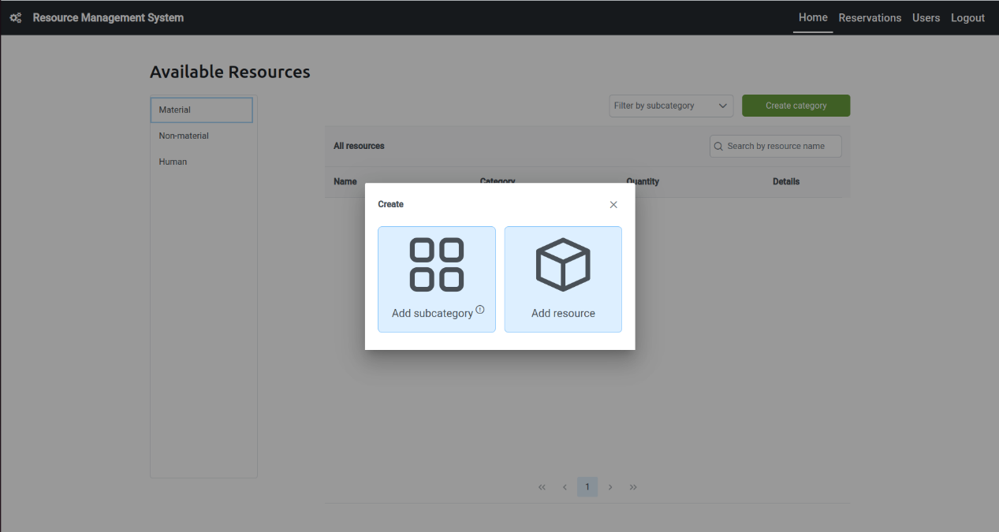 Resource Management System
Home Reservations Users Logout
Available Resources
Material
Non-material
Human
Filter by subcategory
Create category
All resources
Search by resource name
Name Category Quantity Details
Create
Add subcategory
Add resource
1